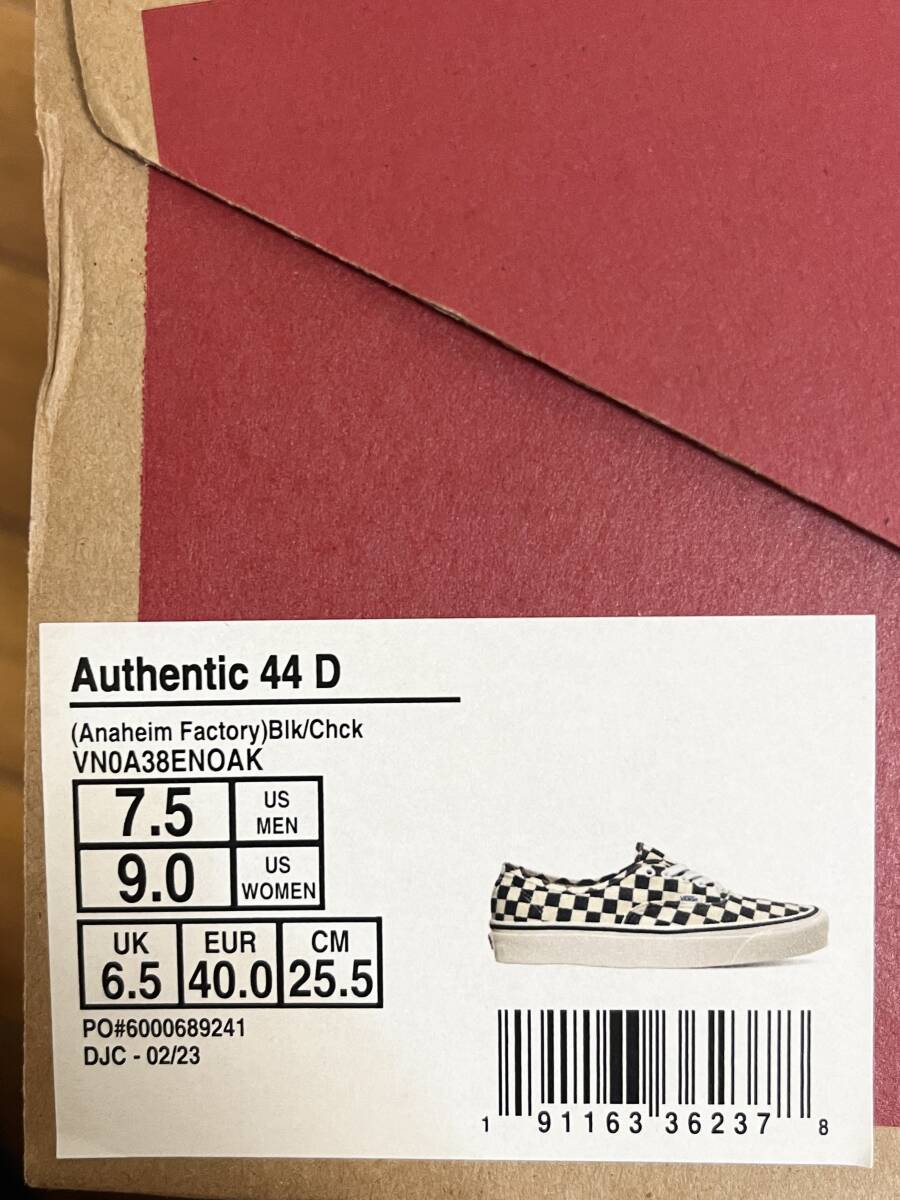 Authentic 44 D
(Anaheim Factory)Blk/Chck
VN0A38ENOAK
7.5 US MEN
9.0 US WOMEN
UK EUR CM
6.5 40.0 25.5
PO#6000689241
DJC - 02/23
1 91163 36237 8